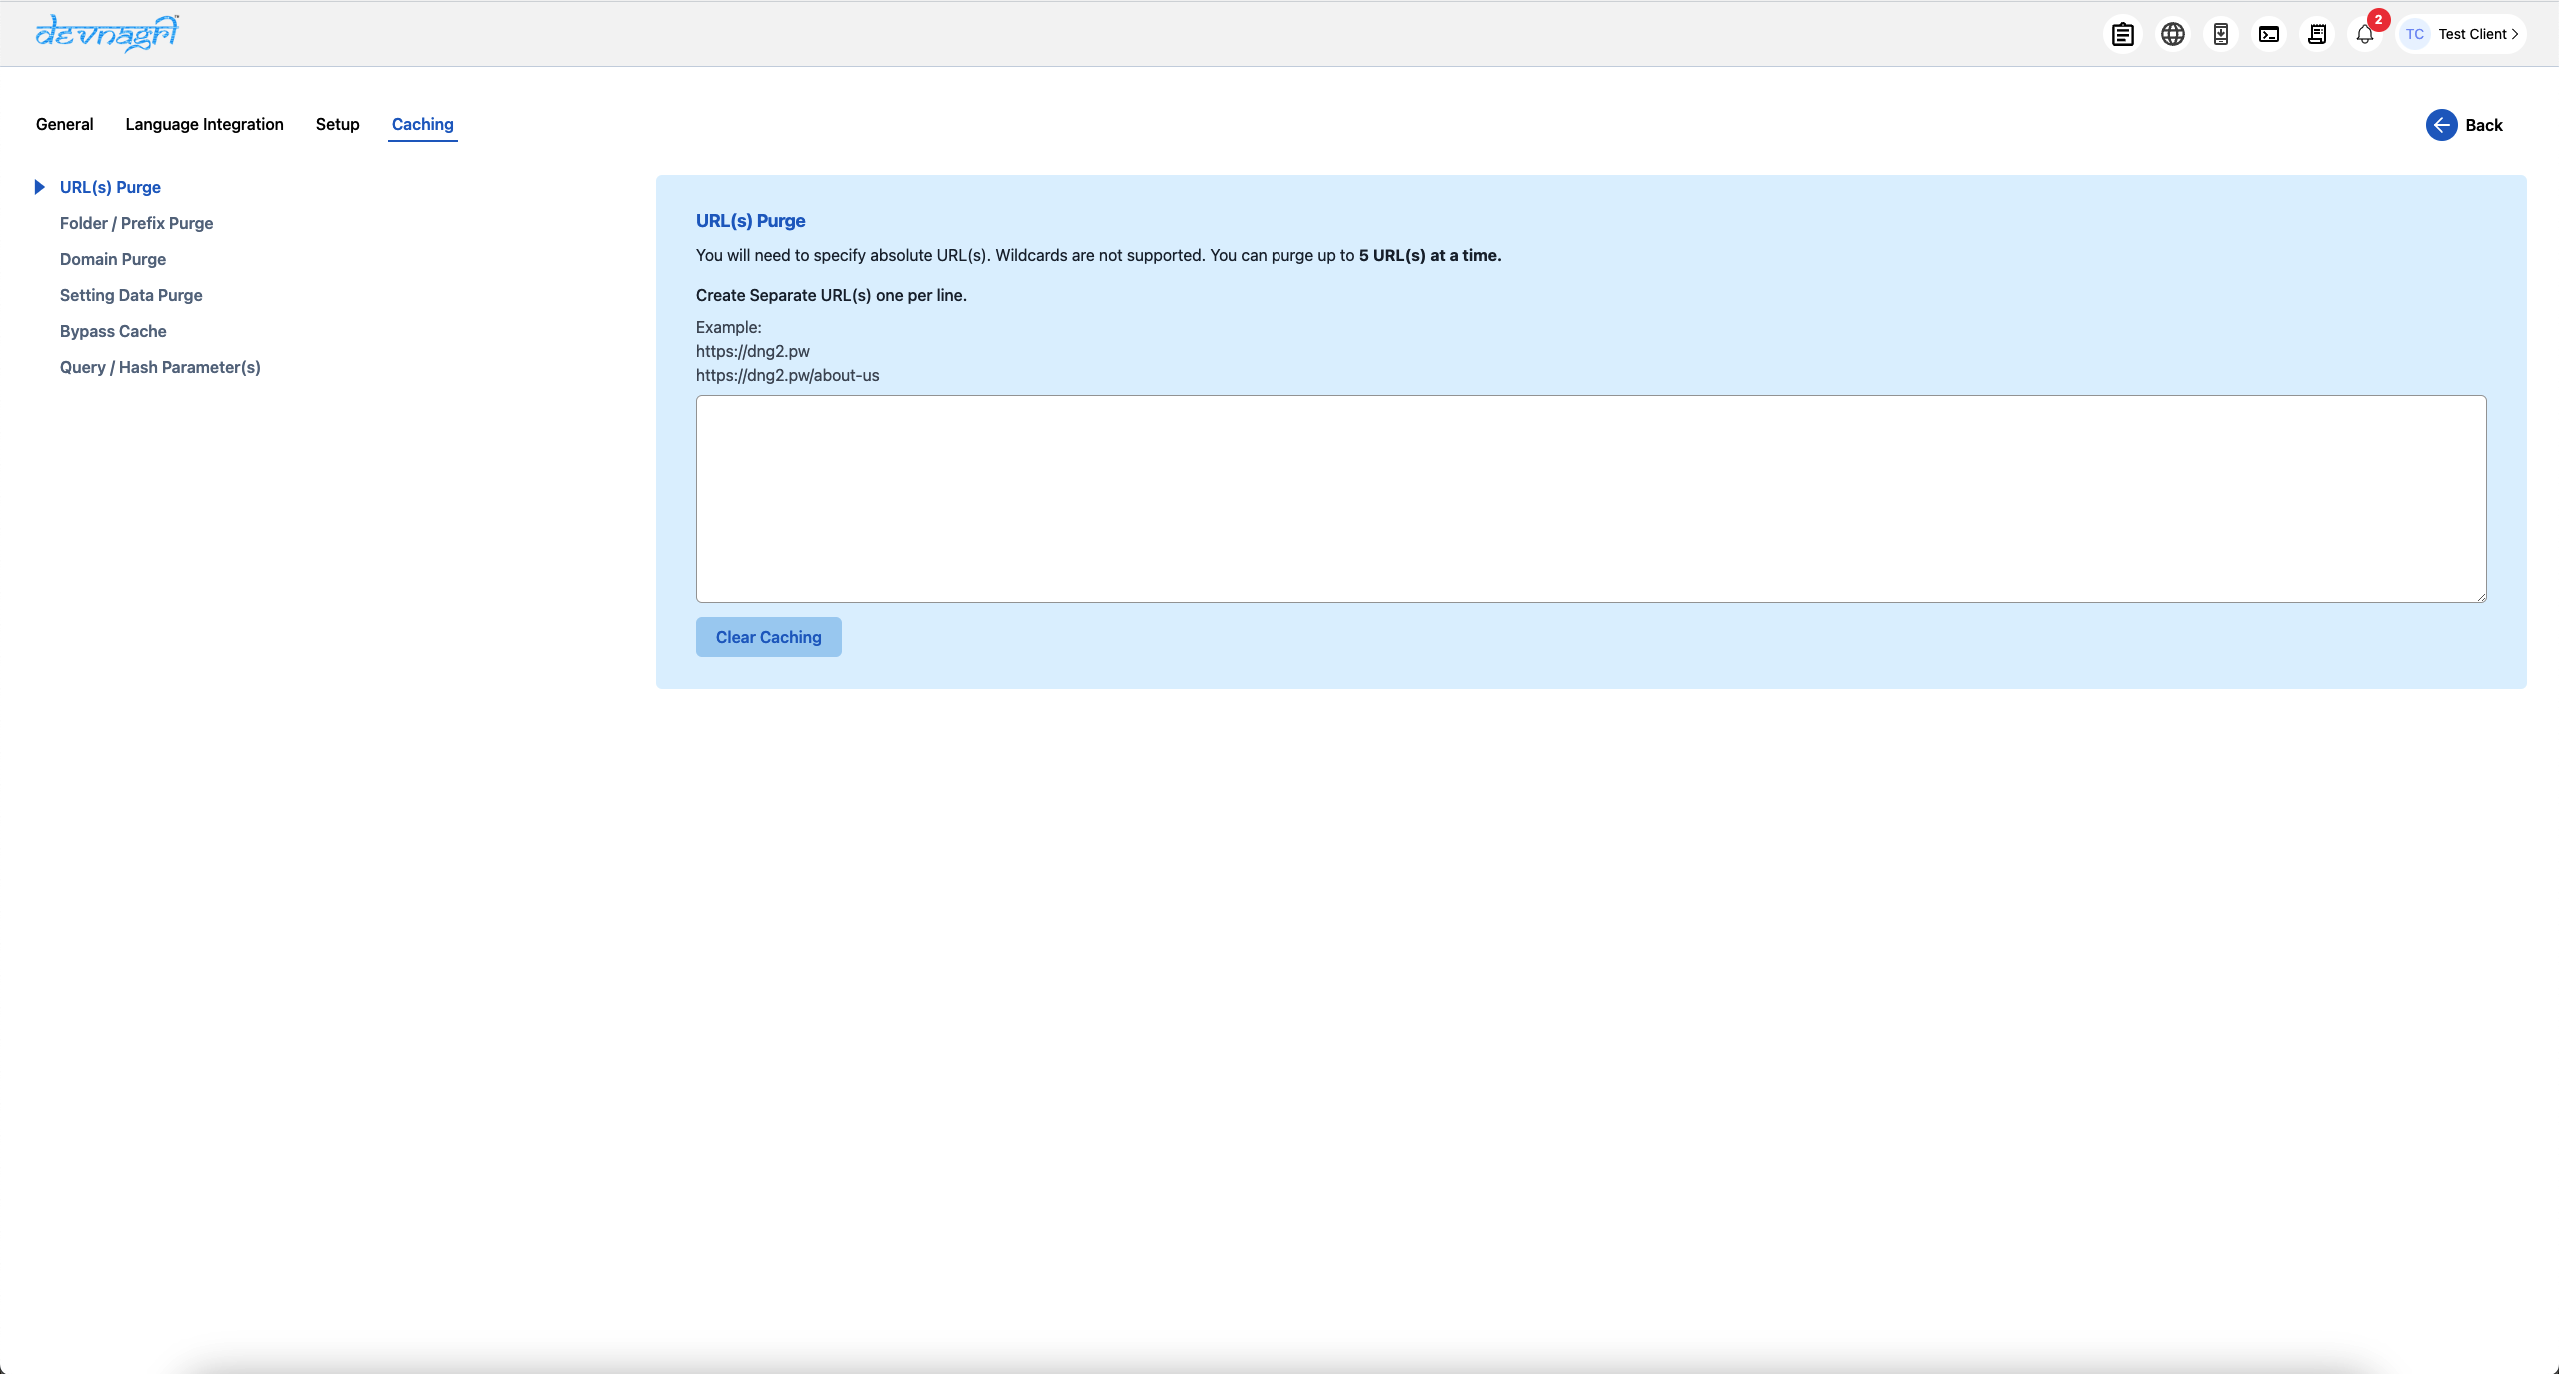 devnagri™
2
TC Test Client
General Language Integration Setup Caching
Back
URL(s) Purge
Folder / Prefix Purge
Domain Purge
Setting Data Purge
Bypass Cache
Query / Hash Parameter(s)
URL(s) Purge
You will need to specify absolute URL(s). Wildcards are not supported. You can purge up to 5 URL(s) at a time.
Create Separate URL(s) one per line.
Example:
https://dng2.pw
https://dng2.pw/about-us
Clear Caching